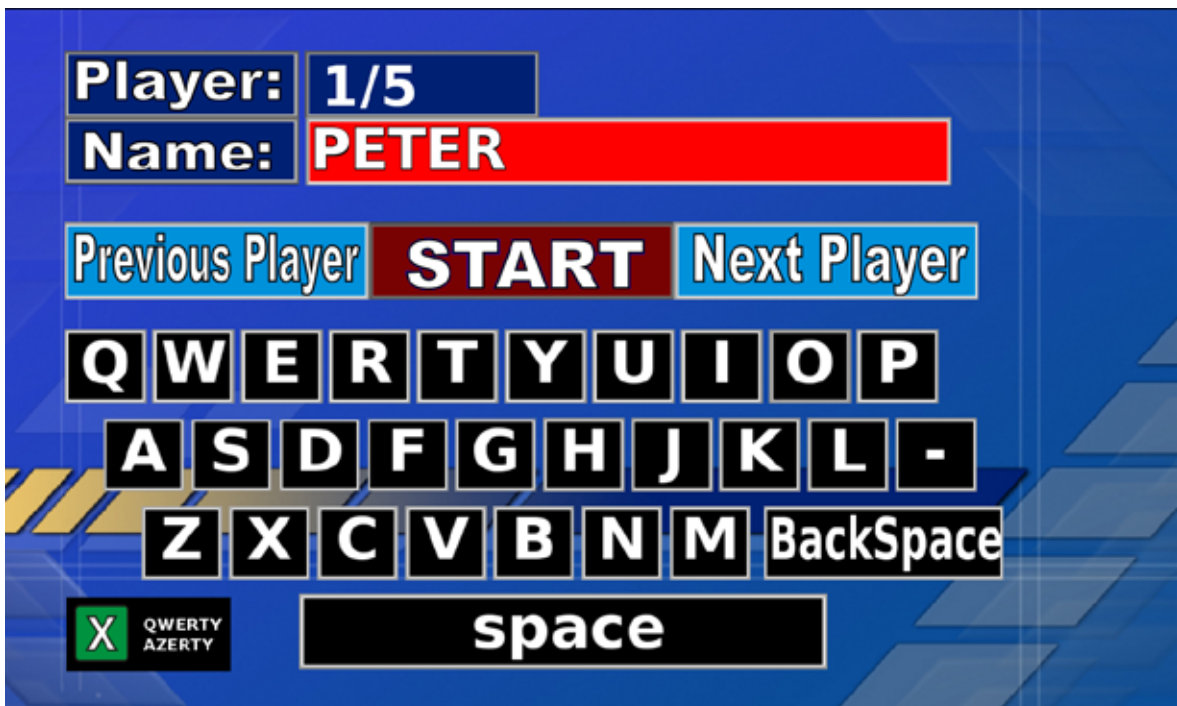 Player: 1/5
Name: PETER
Previous Player START Next Player
Q W E R T Y U I O P
A S D F G H J K L -
Z X C V B N M BackSpace
X QWERTY
AZERTY
space